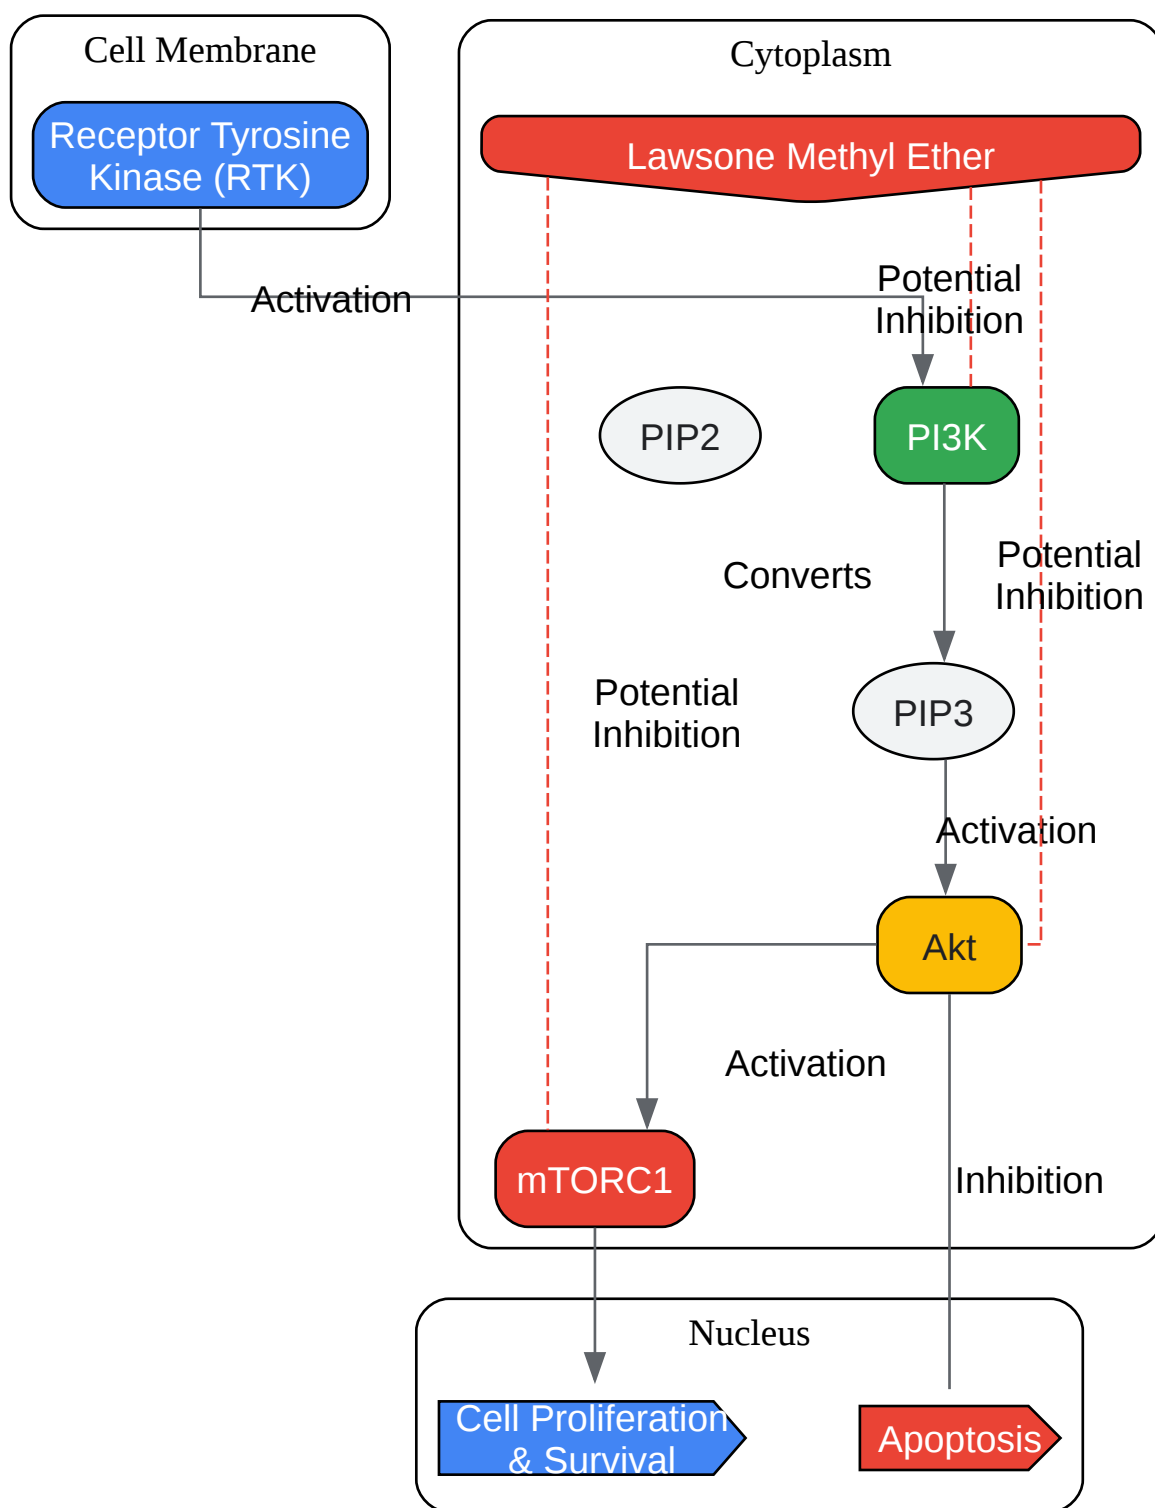 Cell Membrane
Receptor Tyrosine
Kinase (RTK)
Cytoplasm
Lawsone Methyl Ether
Activation
Potential
Inhibition
PIP2
PI3K
Converts
Potential
Inhibition
Potential
Inhibition
PIP3
Activation
Akt
Activation
mTORC1
Inhibition
Nucleus
Cell Proliferation
& Survival
Apoptosis